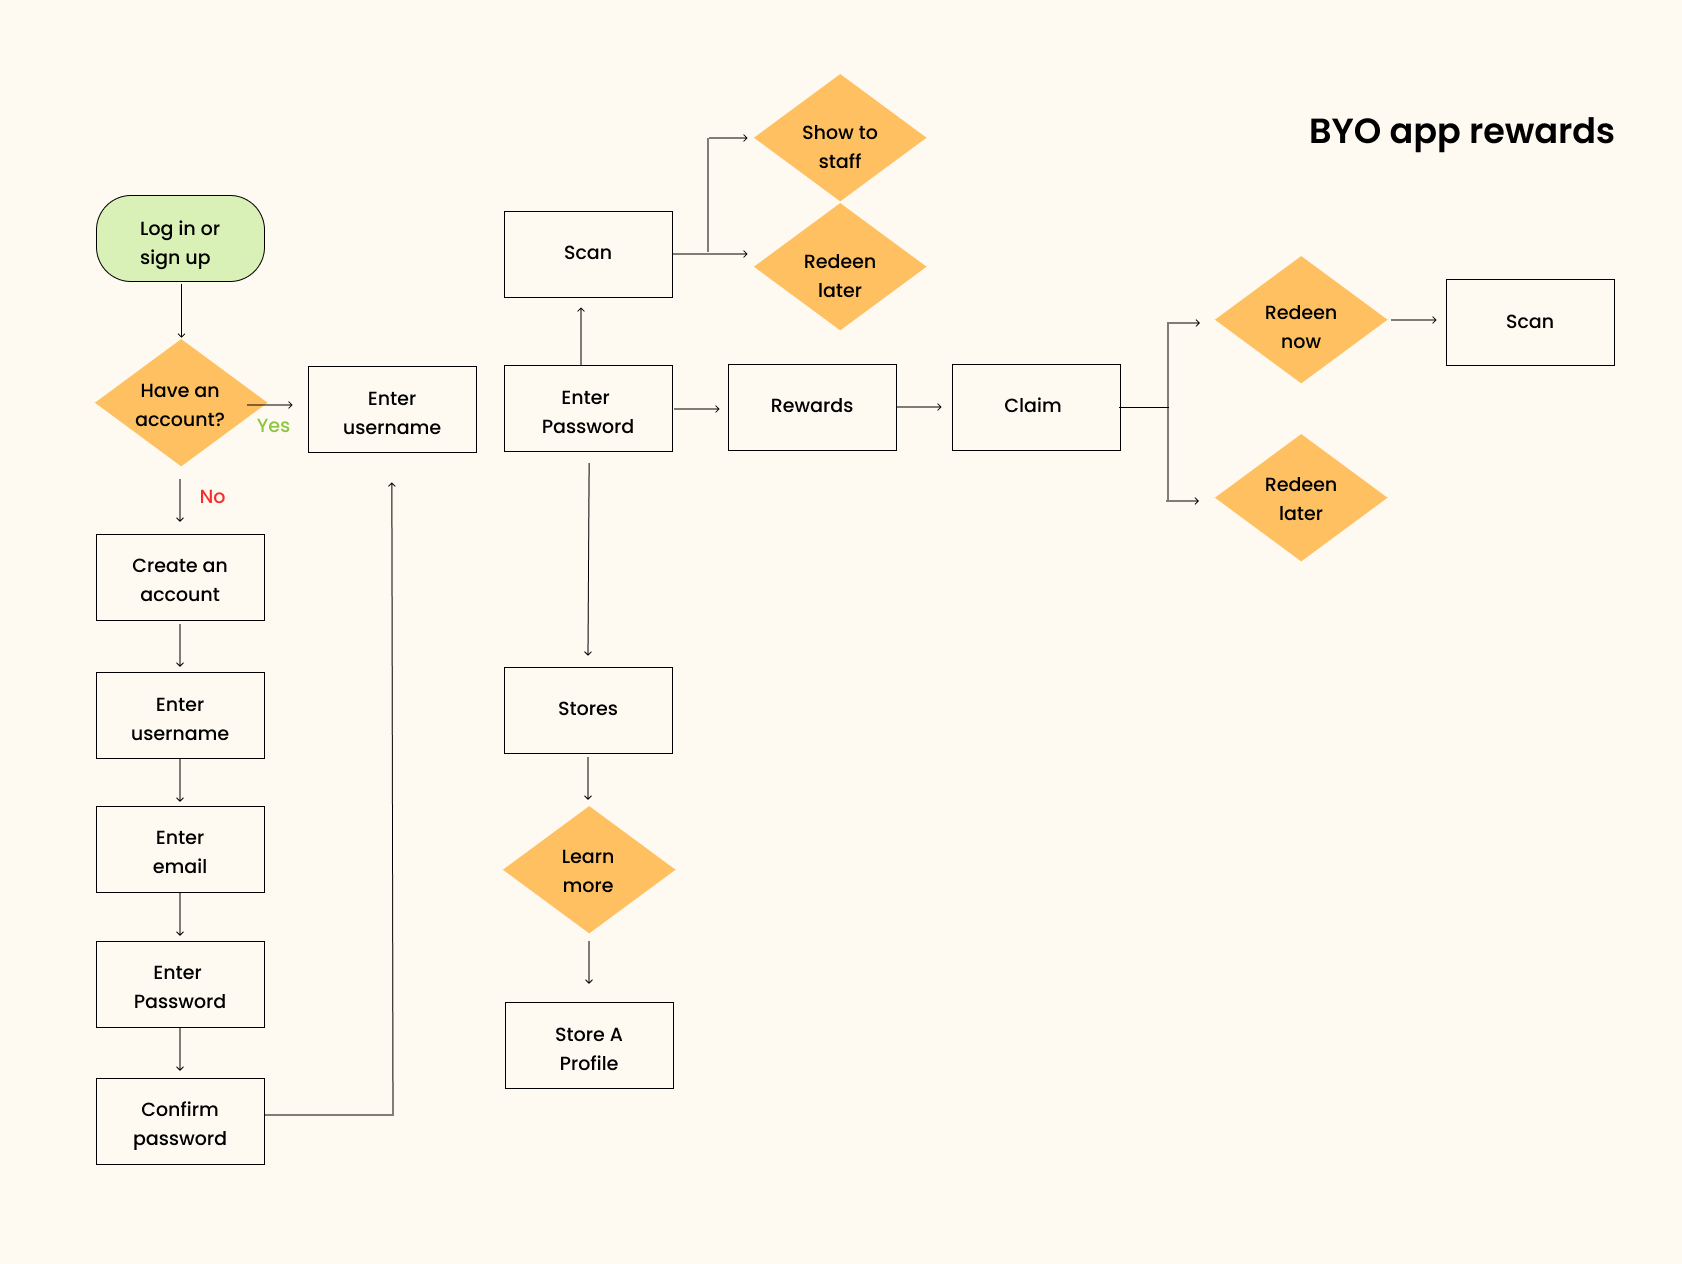 BYO app rewards
Log in or
sign up
Have an
account?
Yes
No
Create an
account
Enter
username
Enter
email
Enter
Password
Confirm
password
Enter
username
Enter
Password
Scan
Show to
staff
Redeen
later
Rewards
Claim
Redeen
now
Scan
Redeen
later
Stores
Learn
more
Store A
Profile